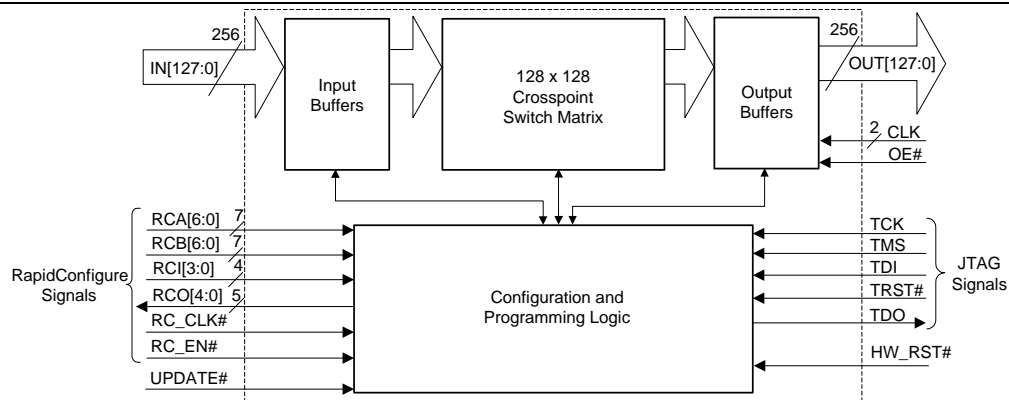 256
IN[127:0]
Input
Buffers
128 x 128
Crosspoint
Switch Matrix
Output
Buffers
256
OUT[127:0]
2 CLK
OE#
RapidConfigure
Signals
RCA[6:0] 7
RCB[6:0] 7
RCI[3:0] 4
RCO[4:0] 5
RC_CLK#
RC_EN#
UPDATE#
Configuration and
Programming Logic
TCK
TMS
TDI
TRST#
TDO
HW_RST#
JTAG
Signals